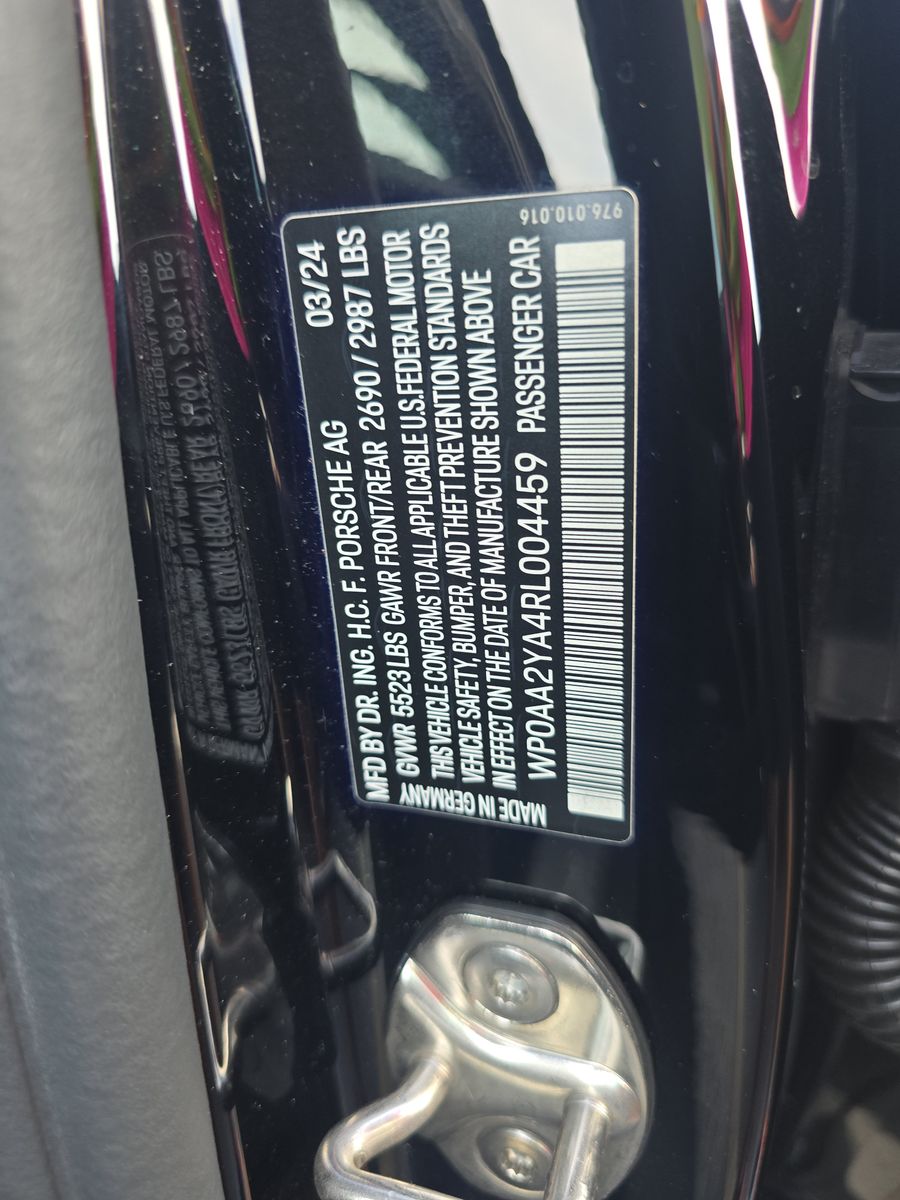 MFD BY DR. ING. H.C. F. PORSCHE AG 03/24
GVWR 5523 LBS GAWR FRONT/REAR 2690 / 2987 LBS
THIS VEHICLE CONFORMS TO ALL APPLICABLE U.S. FEDERAL MOTOR
VEHICLE SAFETY, BUMPER, AND THEFT PREVENTION STANDARDS
IN EFFECT ON THE DATE OF MANUFACTURE SHOWN ABOVE
WP0AA2YA4RL004459 PASSENGER CAR
MADE IN GERMANY
976.010.016